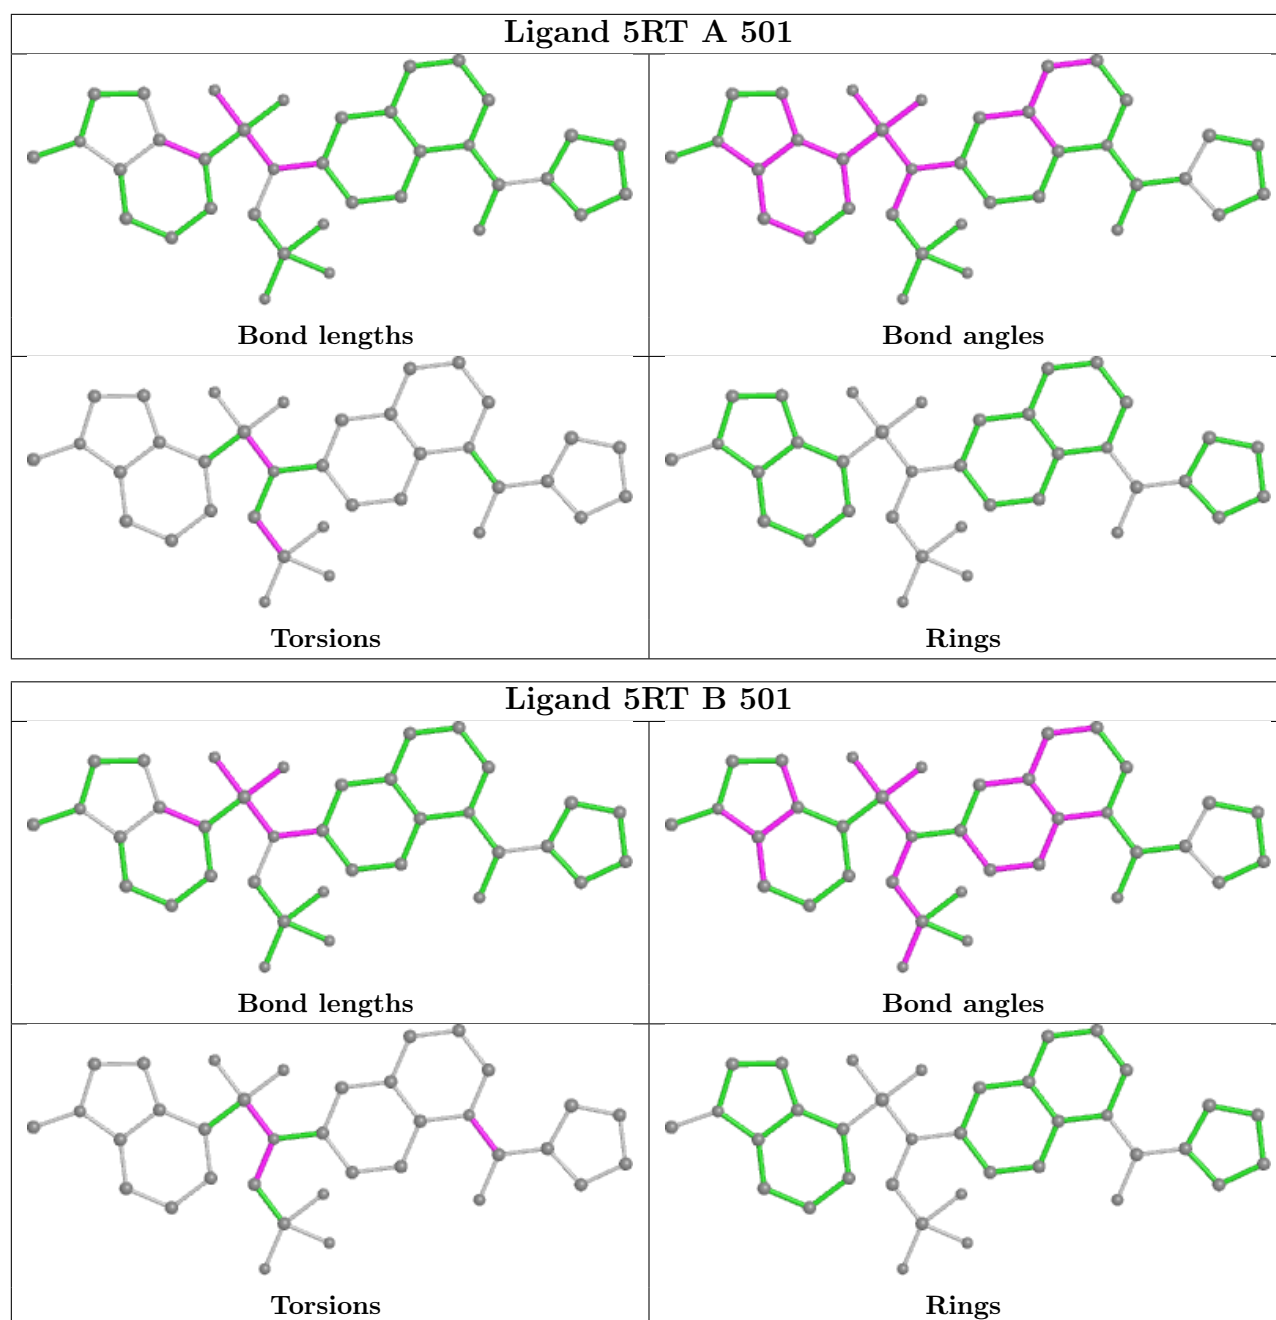 Ligand 5RT A 501
Bond lengths
Bond angles
Torsions
Rings
Ligand 5RT B 501
Bond lengths
Bond angles
Torsions
Rings